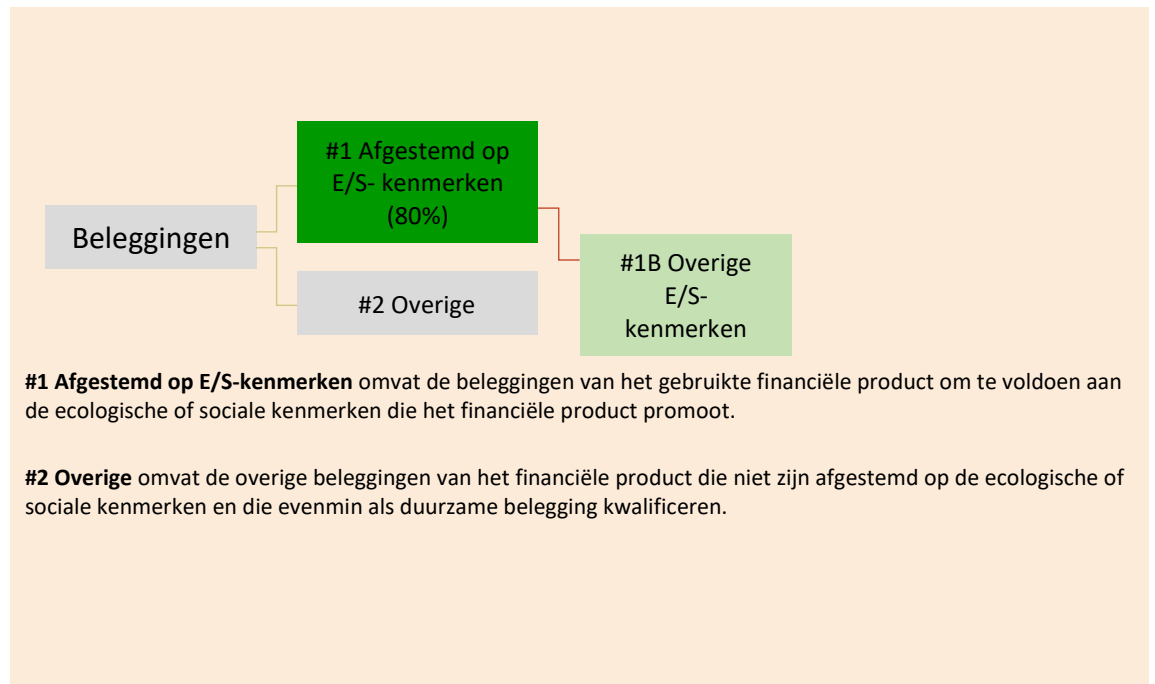 #1 Afgestemd op
E/S- kenmerken
(80%)
Beleggingen
#2 Overige
#1B Overige
E/S-
kenmerken
#1 Afgestemd op E/S-kenmerken omvat de beleggingen van het gebruikte financiële product om te voldoen aan
de ecologische of sociale kenmerken die het financiële product promoot.
#2 Overige omvat de overige beleggingen van het financiële product die niet zijn afgestemd op de ecologische of
sociale kenmerken en die evenmin als duurzame belegging kwalificeren.